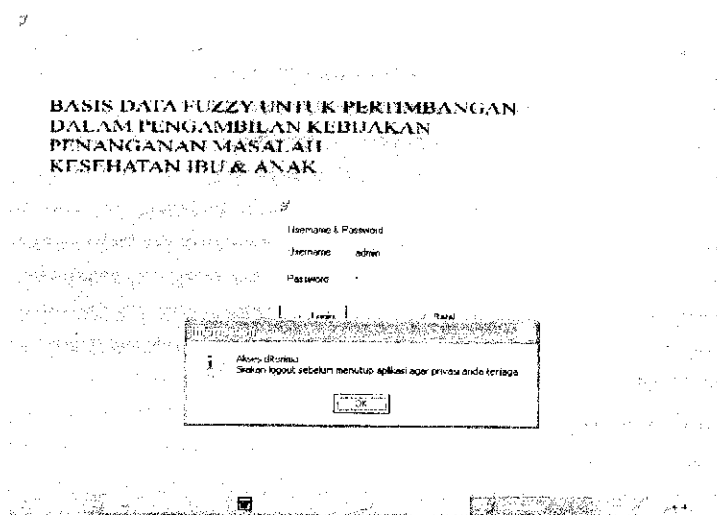 BASIS DATA FUZZY UNTUK PERTIMBANGAN
DALAM PENGAMBILAN KEBIJAKAN
PENANGANAN MASALAH
KESEHATAN IBU & ANAK
Username & Password
Username admin
Password *
Login Batal
Akses diterima
Silakan logout sebelum menutup aplikasi agar privasi anda terjaga
OK